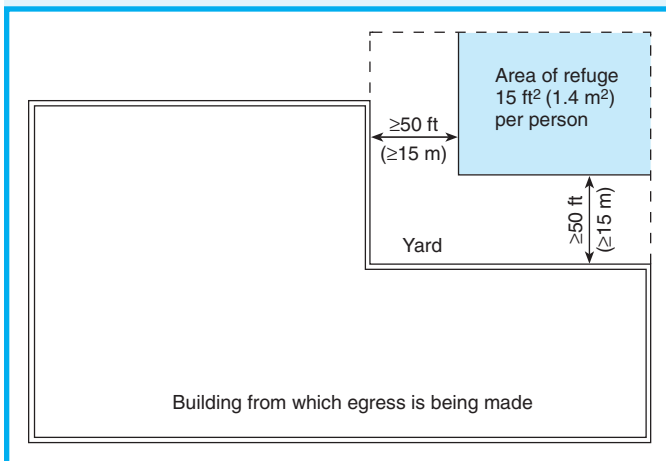 Area of refuge
15 ft² (1.4 m²)
per person
≥50 ft
(≥15 m)
≥50 ft
(≥15 m)
Yard
Building from which egress is being made